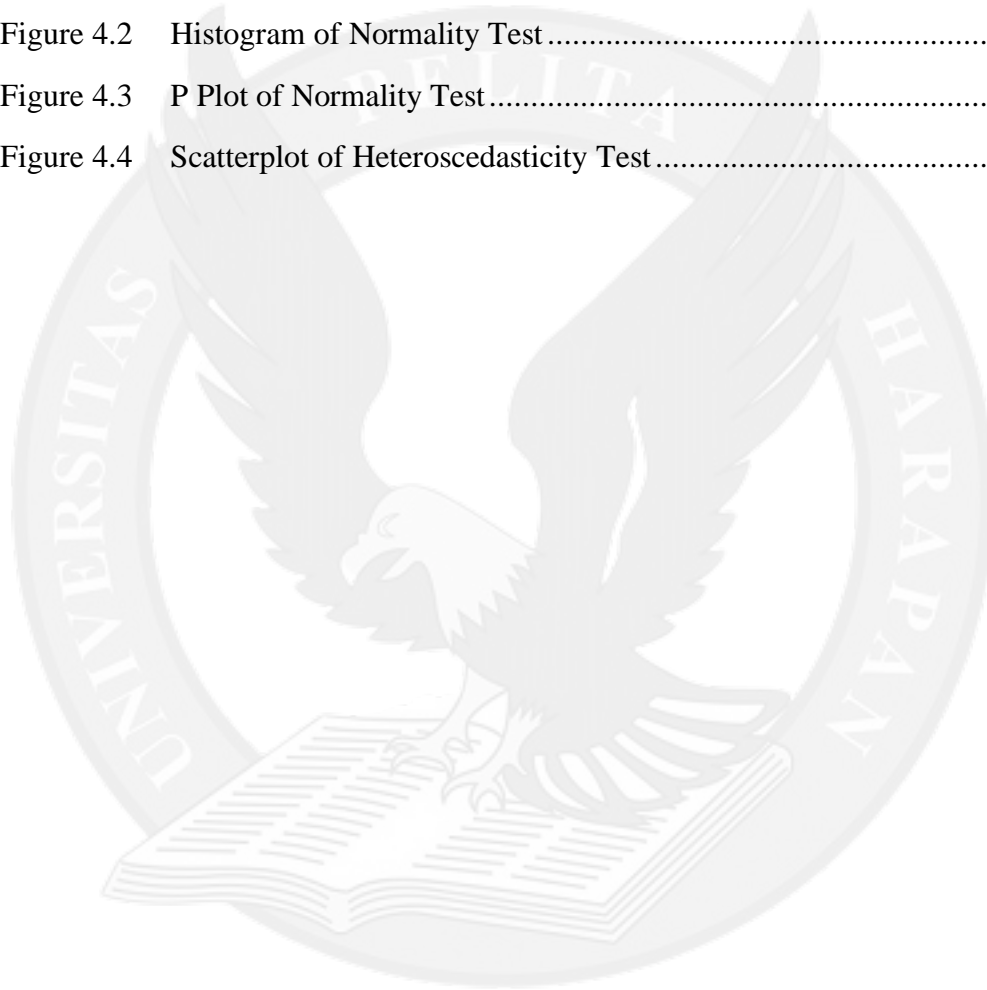 Figure 4.2 Histogram of Normality Test ................................................
Figure 4.3 P Plot of Normality Test .......................................................
Figure 4.4 Scatterplot of Heteroscedasticity Test ....................................
UNIVERSITAS PELITA HARAPAN